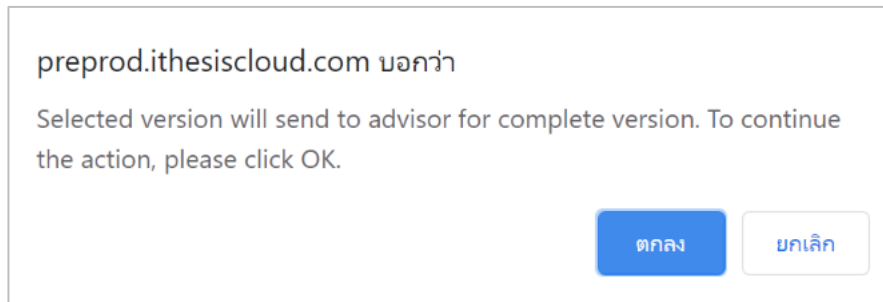 preprod.ithesiscloud.com บอกว่า
Selected version will send to advisor for complete version. To continue
the action, please click OK.
ตกลง
ยกเลิก